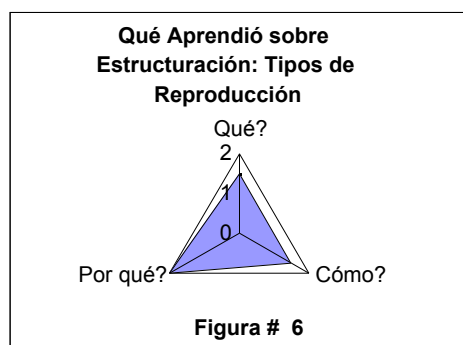 Qué Aprendió sobre
Estructuración: Tipos de
Reproducción
Qué?
2
1
0
Por qué?
Cómo?
Figura # 6